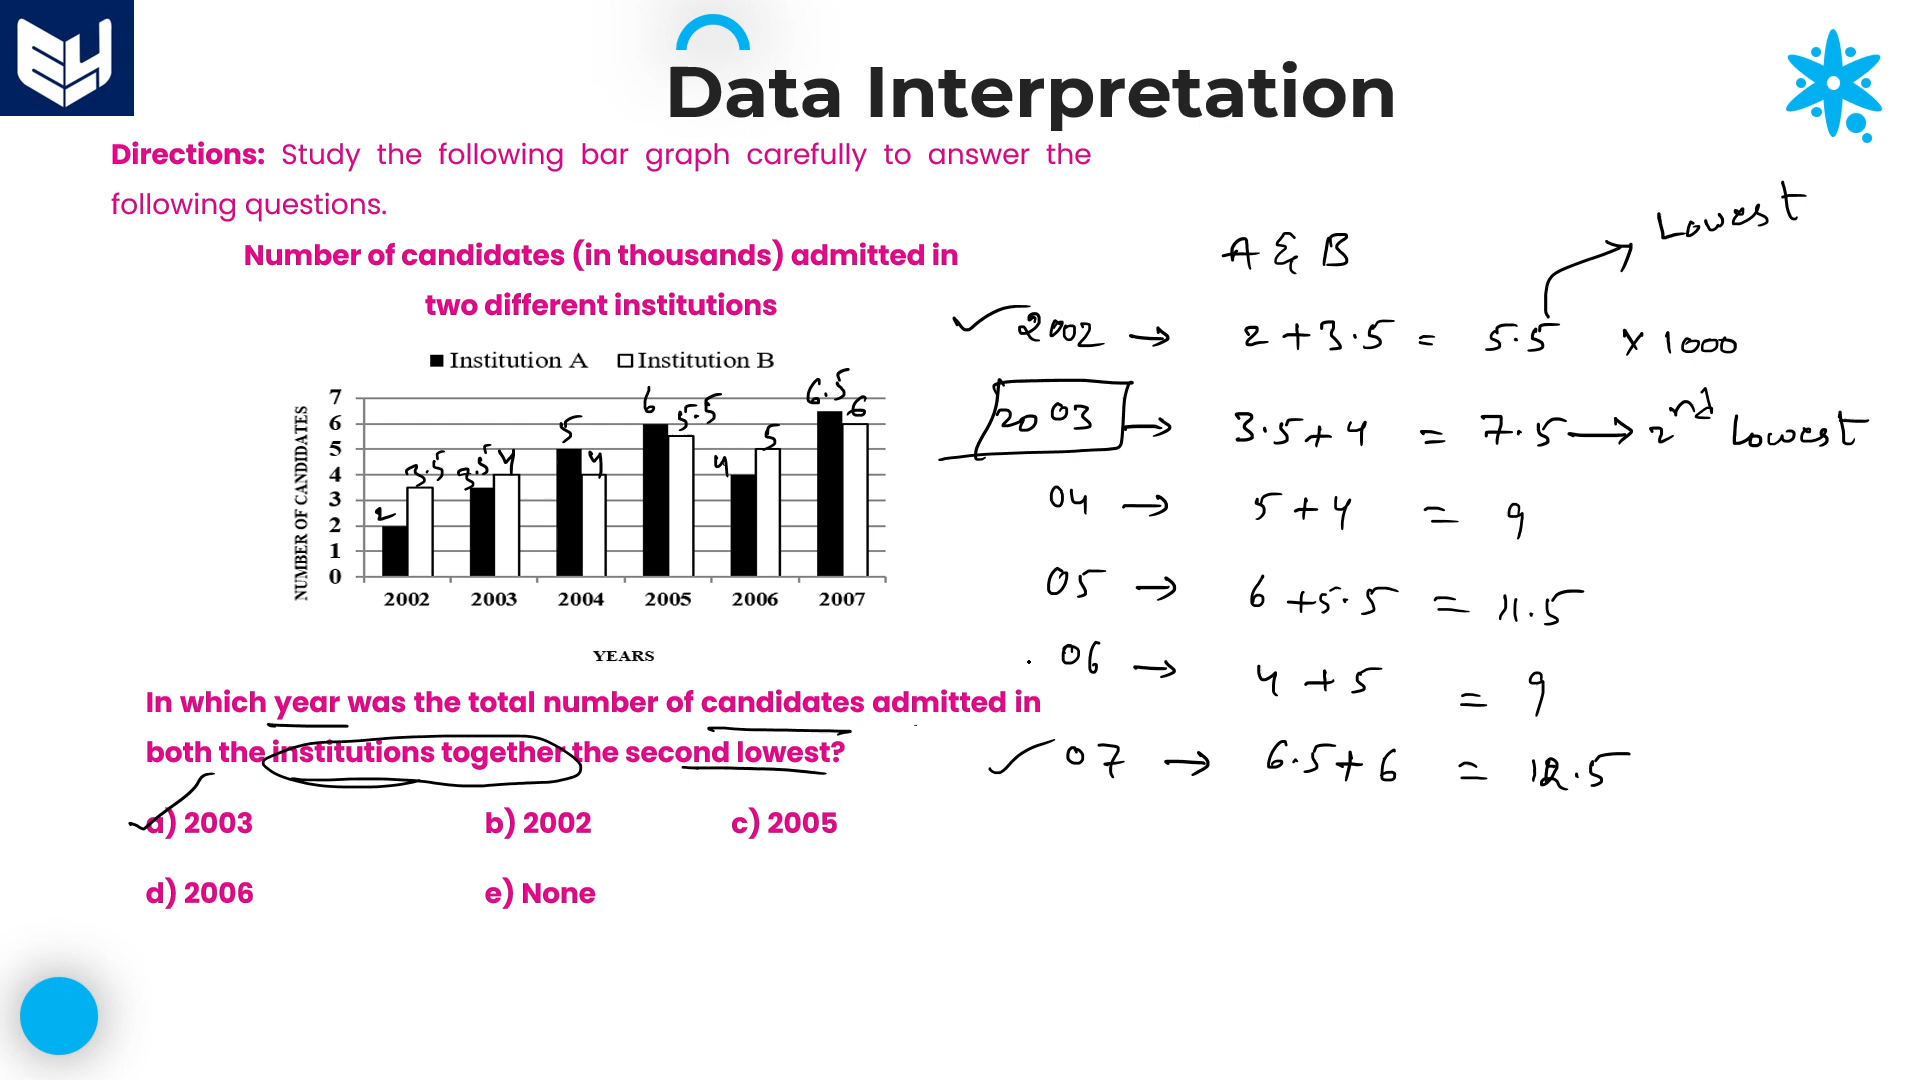 Data Interpretation
Directions: Study the following bar graph carefully to answer the
following questions.
Number of candidates (in thousands) admitted in
two different institutions
Institution A Institution B
NUMBER OF CANDIDATES
7
6
5
4
3
2
1
0
2 3.5 3.5 4 5 4 6 5.5 4 5 6.5 6
2002 2003 2004 2005 2006 2007
YEARS
In which year was the total number of candidates admitted in
both the institutions together the second lowest?
a) 2003 b) 2002 c) 2005
d) 2006 e) None
A & B
Lowest
2002 → 2 + 3.5 = 5.5 x 1000
2003 → 3.5 + 4 = 7.5 → 2nd Lowest
04 → 5 + 4 = 9
05 → 6 + 5.5 = 11.5
06 → 4 + 5 = 9
07 → 6.5 + 6 = 12.5